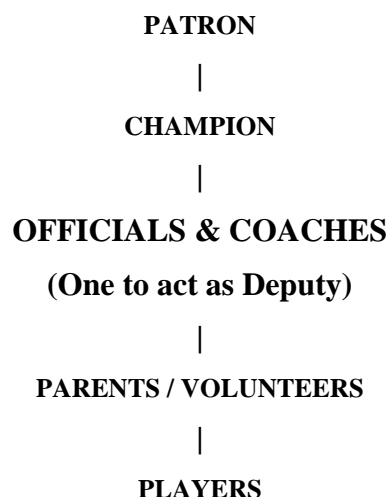 PATRON
|
CHAMPION
|
OFFICIALS & COACHES
(One to act as Deputy)
|
PARENTS / VOLUNTEERS
|
PLAYERS